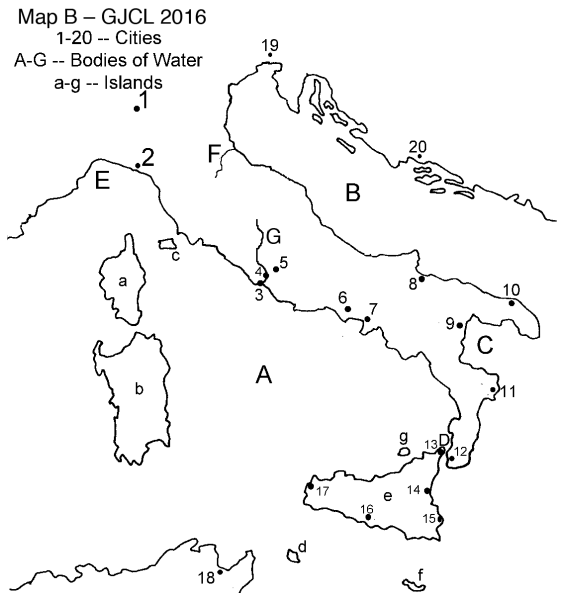 Map B – GJCL 2016
1-20 -- Cities
A-G -- Bodies of Water
a-g -- Islands
19
1
2
20
F
E
B
G
c
5
4
a
3
8
10
6
7
9
C
A
b
11
g
13
D
12
17
e
14
16
15
d
18
f